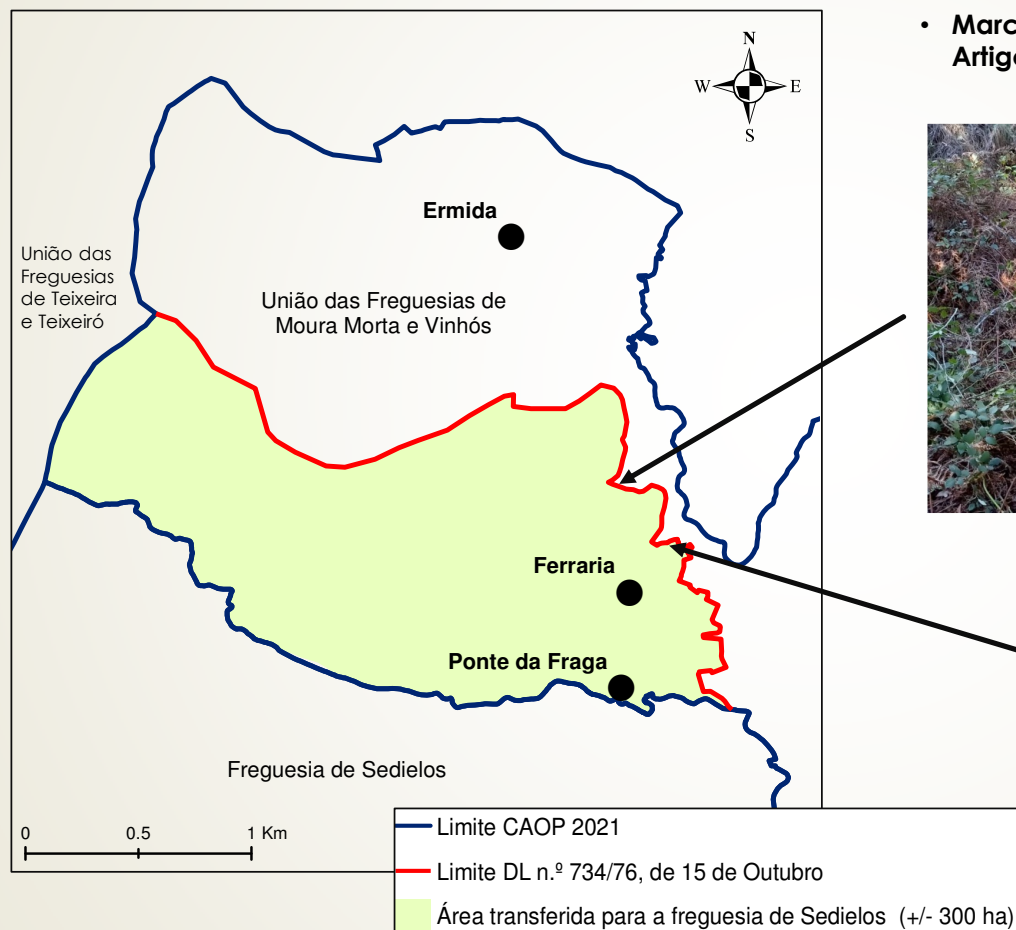 • Marc
Artig
N
W
E
S
Ermida
União das
Freguesias
de Teixeira
e Teixeiró
União das Freguesias de
Moura Morta e Vinhós
Ferraria
Ponte da Fraga
Freguesia de Sedielos
0 0.5 1 Km
Limite CAOP 2021
Limite DL n.º 734/76, de 15 de Outubro
Área transferida para a freguesia de Sedielos (+/- 300 ha)